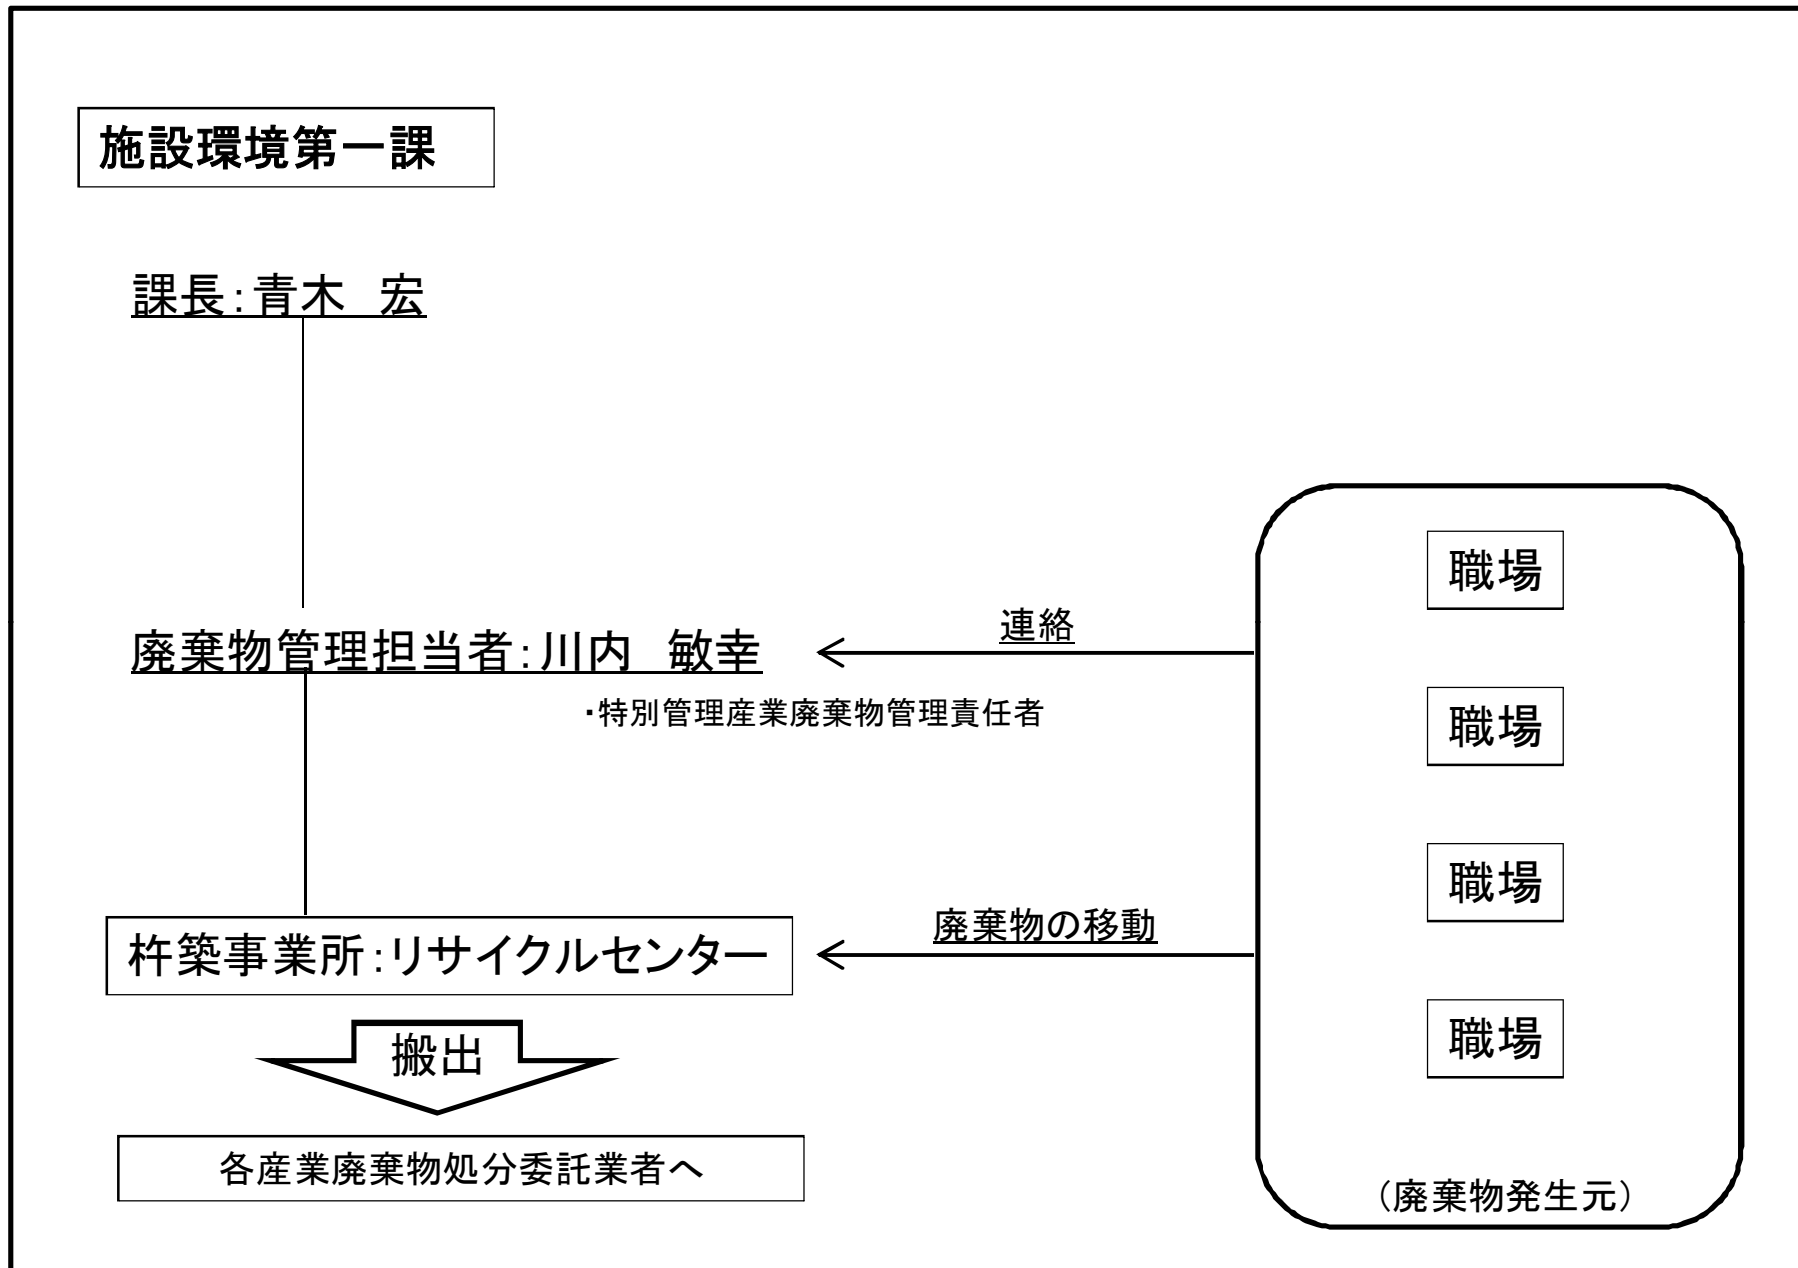 施設環境第一課
課長：青木　宏
廃棄物管理担当者：川内　敏幸
・特別管理産業廃棄物管理責任者
連絡
職場
職場
職場
職場
（廃棄物発生元）
廃棄物の移動
杵築事業所：リサイクルセンター
搬出
各産業廃棄物処分委託業者へ